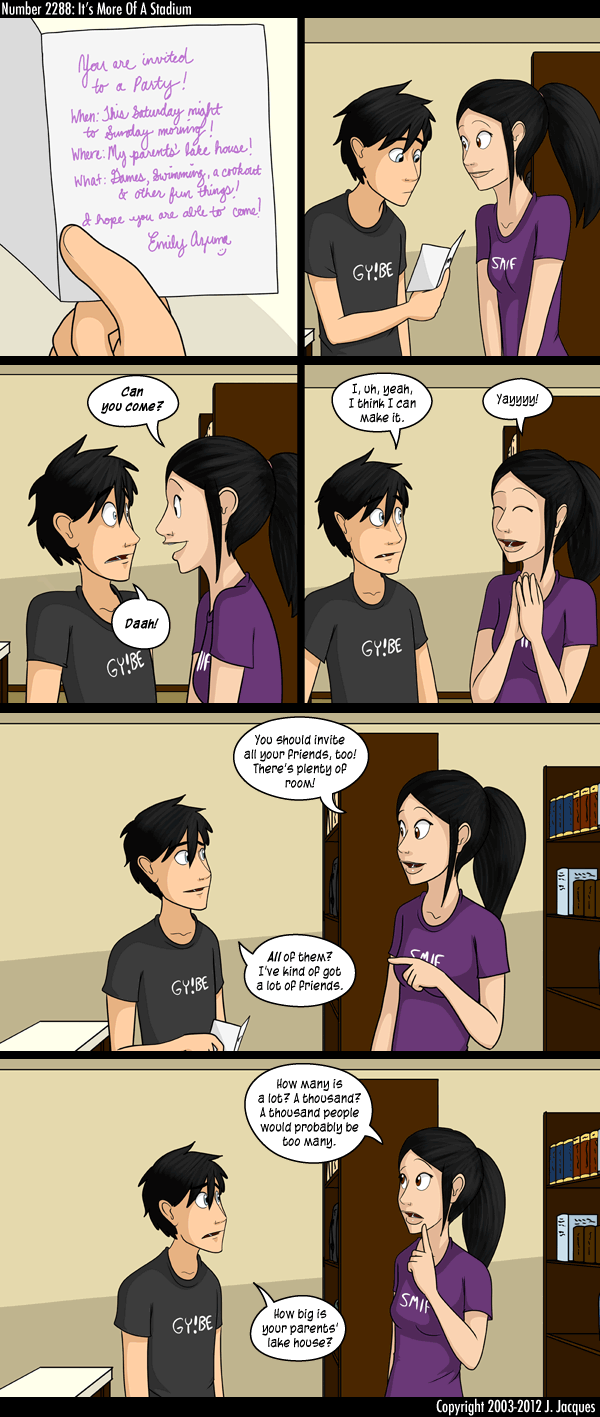 Number 2288: It's More Of A Stadium
You are invited
to a Party!
When: This Saturday night
to Sunday morning!
Where: My parents' lake house!
What: Games, Swimming, a cookout
& other fun things!
I hope you are able to come!
Emily Azuma
GY!BE
SMIF
Can
you come?
Daah!
GY!BE
MIF
I, uh, yeah,
I think I can
make it.
Yayyyy!
GY!BE
You should invite
all your friends, too!
There's plenty of
room!
All of them?
I've kind of got
a lot of friends.
GY!BE
SMIF
How many is
a lot? A thousand?
A thousand people
would probably be
too many.
How big is
your parents'
lake house?
GY!BE
SMIF
Copyright 2003-2012 J. Jacques